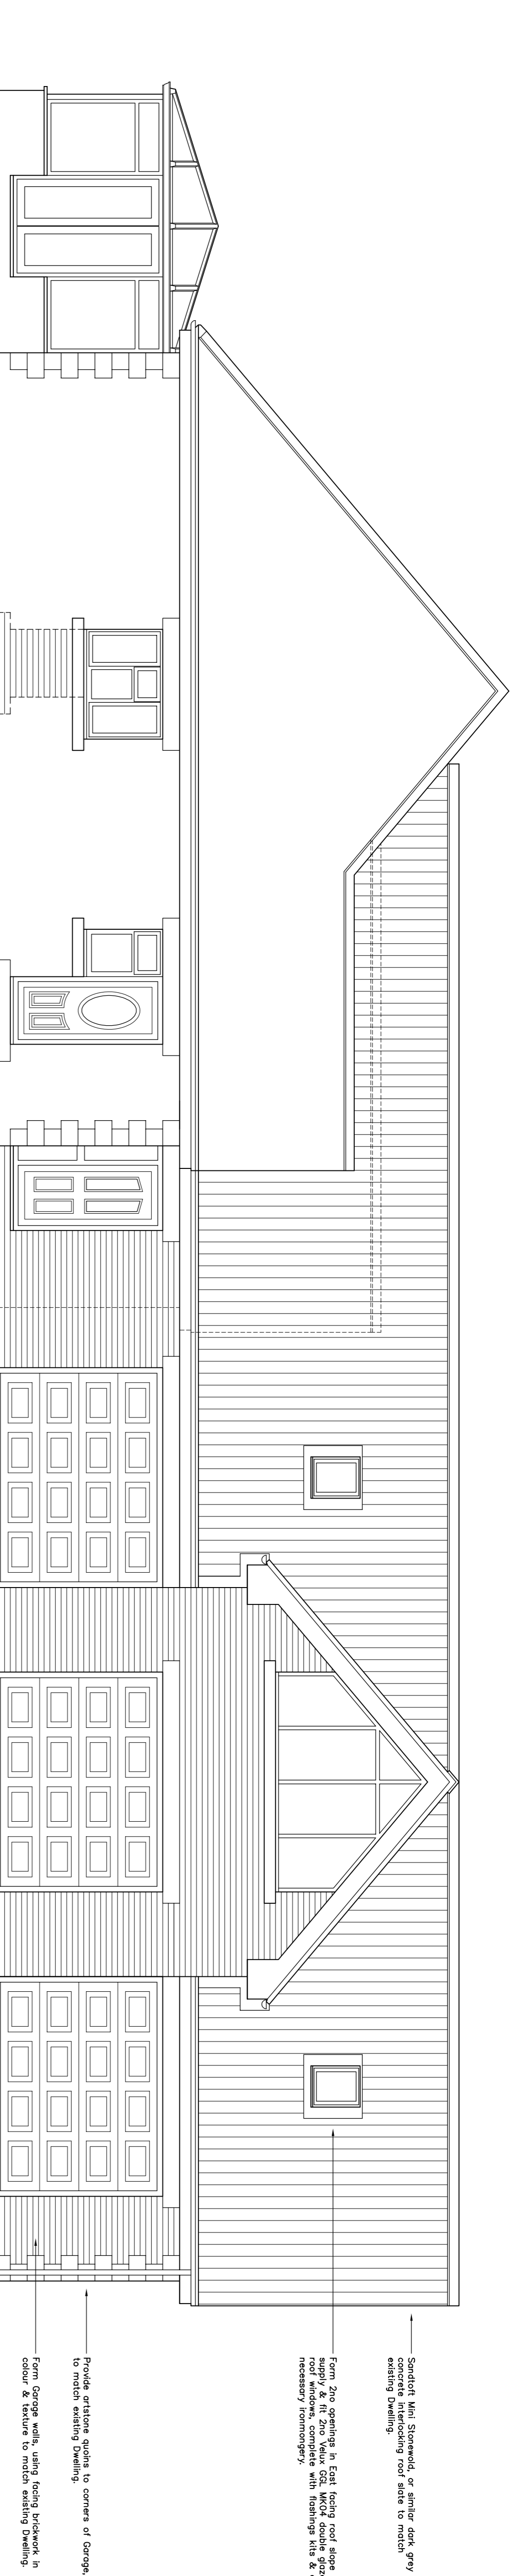 Sandtoft Mini Stonewold, or similar dark grey
concrete interlocking roof slate to match
existing Dwelling.
Form 2no openings in East facing roof slope
supply & fit 2no Velux GGL MK04 double
roof windows, complete with flashings kits &
necessary ironmongery.
Provide artstone quoins to corners of Garage,
to match existing Dwelling.
Form Garage walls, using facing brickwork in
colour & texture to match existing Dwelling.